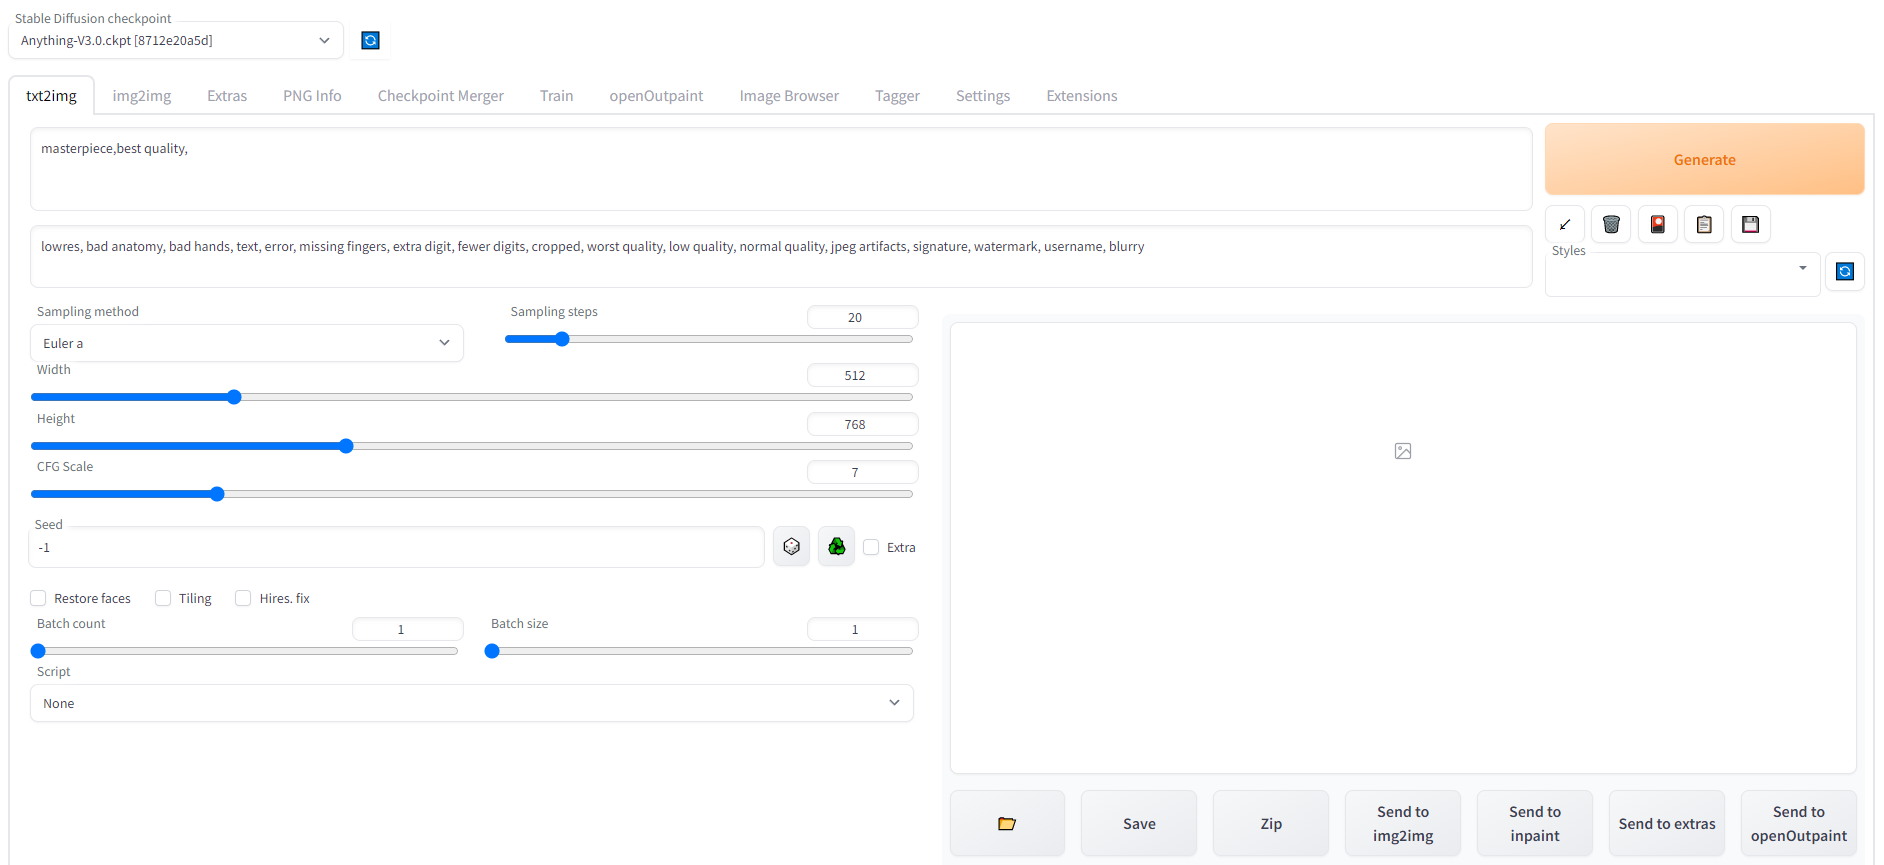 Stable Diffusion checkpoint
Anything-V3.0.ckpt [8712e20a5d]
txt2img img2img Extras PNG Info Checkpoint Merger Train openOutpaint Image Browser Tagger Settings Extensions
masterpiece,best quality,
Generate
lowres, bad anatomy, bad hands, text, error, missing fingers, extra digit, fewer digits, cropped, worst quality, low quality, normal quality, jpeg artifacts, signature, watermark, username, blurry
Styles
Sampling method
Euler a
Sampling steps
20
Width
512
Height
768
CFG Scale
7
Seed
-1
Extra
Restore faces Tiling Hires. fix
Batch count
1
Batch size
1
Script
None
Save
Zip
Send to
img2img
Send to
inpaint
Send to extras
Send to
openOutpaint